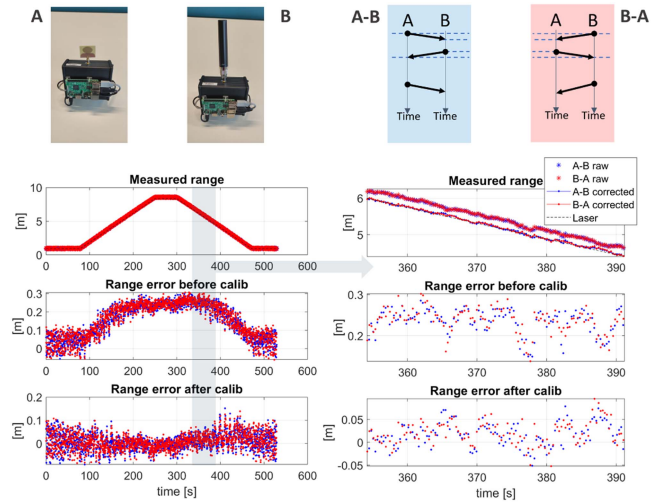 A
B
A-B
B-A
A B
A B
Time Time
Time Time
Measured range
10
5
0
[m]
0 100 200 300 400 500 600
Range error before calib
0.3
0.2
0.1
0
[m]
0 100 200 300 400 500 600
Range error after calib
0.2
0.1
0
-0.1
[m]
0 100 200 300 400 500 600
time [s]
Measured range
A-B raw
B-A raw
A-B corrected
B-A corrected
Laser
6
5
[m]
360 370 380 390
Range error before calib
0.3
0.2
[m]
360 370 380 390
Range error after calib
0.05
0
-0.05
[m]
360 370 380 390
time [s]